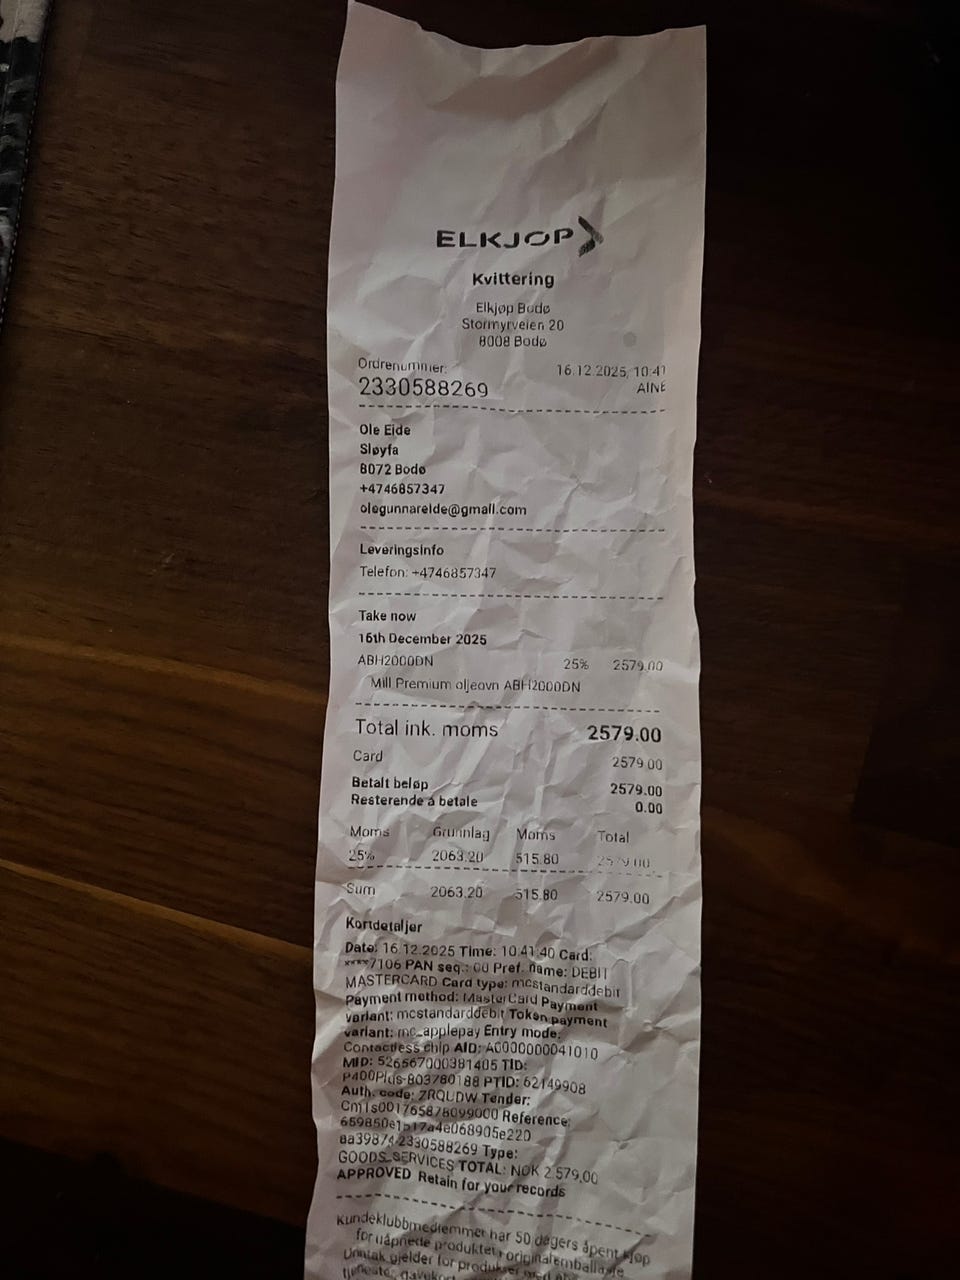 ELKJØP
Kvittering
Elkjøp Bodø
Stormyrveien 20
8008 Bodø
Ordrenummer: 16.12.2025, 10:41
2330588269 AINE
Ole Eide
Sløyfa
8072 Bodø
+4746857347
olegunnareide@gmail.com
Leveringsinfo
Telefon: +4746857347
Take now
16th December 2025
ABH2000DN 25% 2579.00
Mill Premium oljeovn ABH2000DN
Total ink. moms 2579.00
Card 2579.00
Betalt beløp 2579.00
Resterende å betale 0.00
Moms Grunnlag Moms Total
25% 2063.20 515.80 2579.00
Sum 2063.20 515.80 2579.00
Kortdetaljer
Date: 16.12.2025 Time: 10:41:40 Card:
****7106 PAN seq.: 00 Pref. name: DEBIT
MASTERCARD Card type: mcstandarddebit
Payment method: MasterCard Payment
variant: mcstandarddebit Token payment
variant: mc_applepay Entry mode:
Contactless chip AID: A0000000041010
MID: 526567000381405 TID:
P400Plus-803780188 PTID: 62149908
Auth. code: ZRQUDW Tender:
Cmj1s001765878099000 Reference:
aa39874-2330588269 Type:
GOODS_SERVICES TOTAL: NOK 2.579,00
APPROVED Retain for your records
Kundeklubbmedlemmer har 50 dagers åpent kjøp
for uåpnede produkter i originalemballasje.
Unntak gjelder for produkter med
tjenester, gavekort